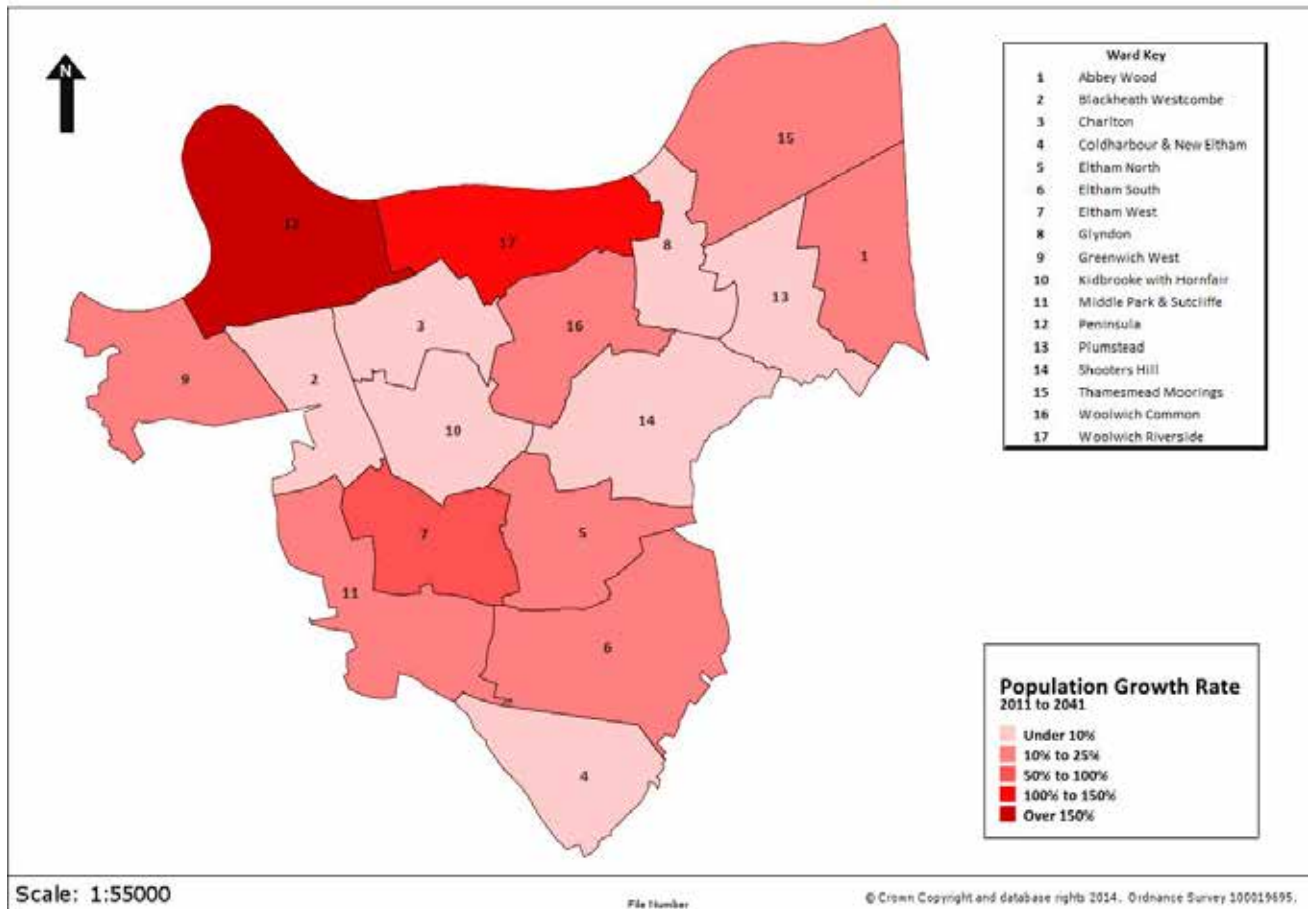 N
Ward Key
1 Abbey Wood
2 Blackheath Westcombe
3 Charlton
4 Coldharbour & New Eltham
5 Eltham North
6 Eltham South
7 Eltham West
8 Glyndon
9 Greenwich West
10 Kidbrooke with Hornfair
11 Middle Park & Sutcliffe
12 Peninsula
13 Plumstead
14 Shooters Hill
15 Thamesmead Moorings
16 Woolwich Common
17 Woolwich Riverside
15
12
17
8
1
13
3
16
9
2
10
14
7
5
11
6
4
Population Growth Rate
2011 to 2041
Under 10%
10% to 25%
50% to 100%
100% to 150%
Over 150%
Scale: 1:55000
File Number
© Crown Copyright and database rights 2014. Ordnance Survey 100019695.